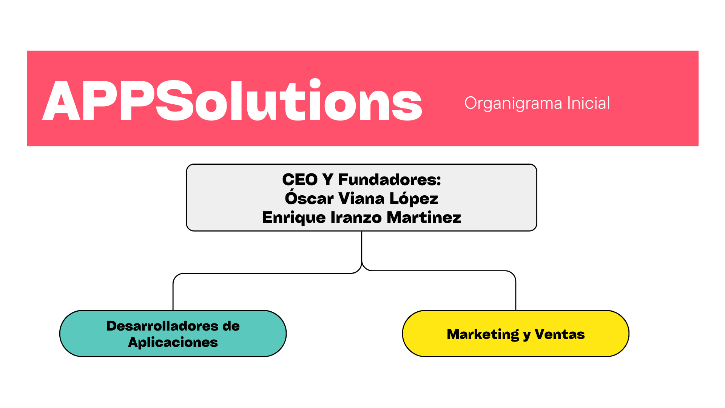 APPSolutions
Organigrama Inicial
CEO Y Fundadores:
Óscar Viana López
Enrique Iranzo Martinez
Desarrolladores de
Aplicaciones
Marketing y Ventas